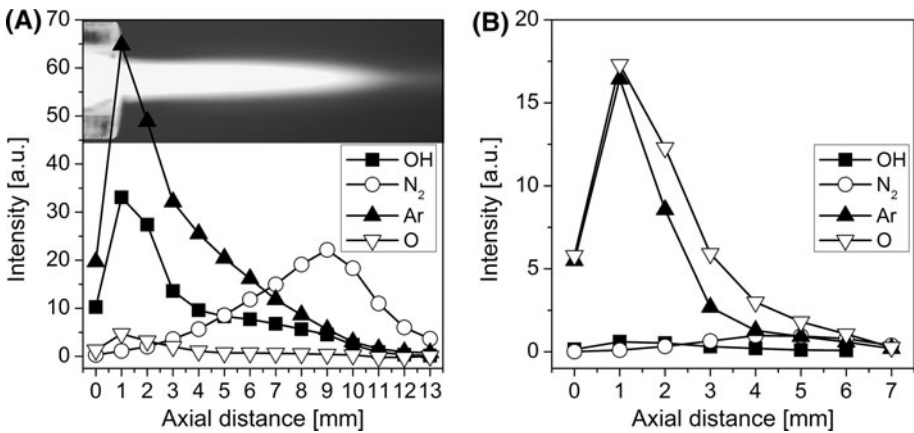 (A)
70
60
50
40
30
20
10
0
Intensity [a.u.]
OH
N₂
Ar
O
0 1 2 3 4 5 6 7 8 9 10 11 12 13
Axial distance [mm]
(B)
20
15
10
5
0
Intensity [a.u.]
OH
N₂
Ar
O
0 1 2 3 4 5 6 7
Axial distance [mm]